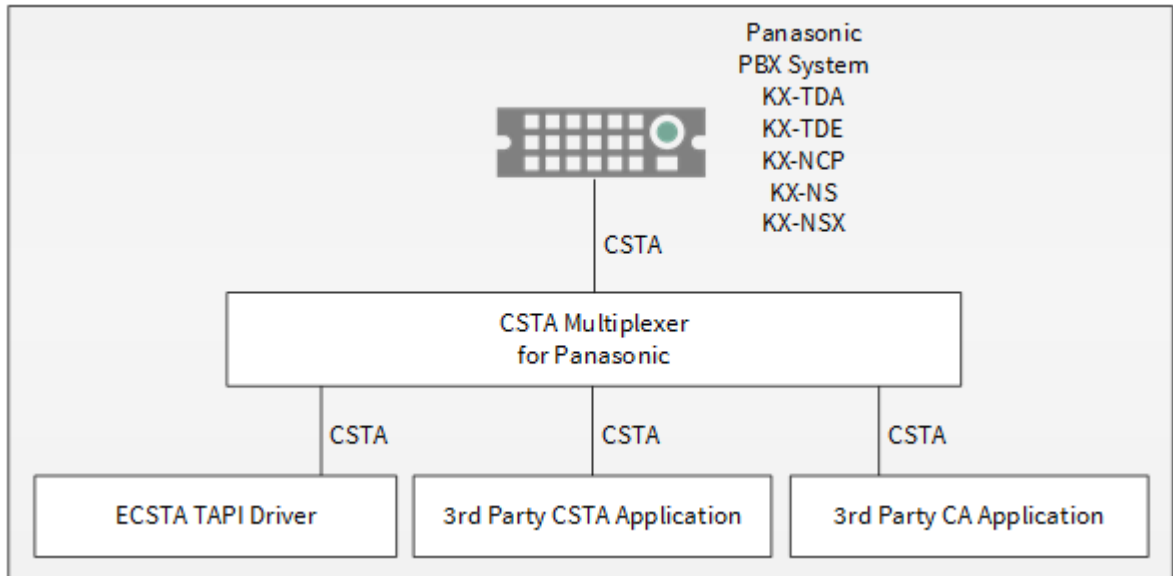 Panasonic
PBX System
KX-TDA
KX-TDE
KX-NCP
KX-NS
KX-NSX
CSTA
CSTA Multiplexer
for Panasonic
CSTA
CSTA
CSTA
ECSTA TAPI Driver
3rd Party CSTA Application
3rd Party CA Application